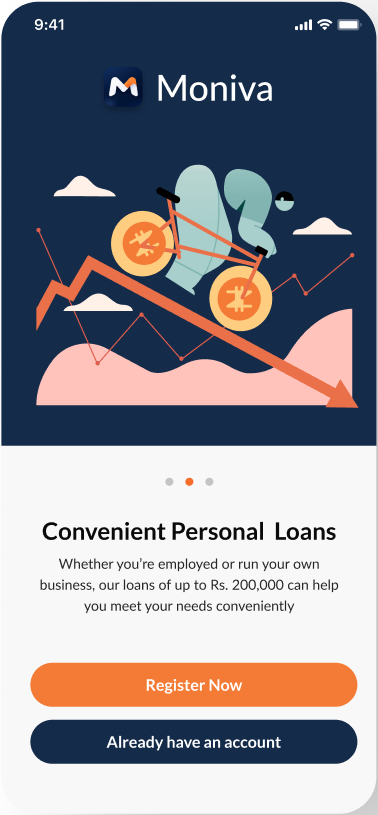 9:41
Moniva
Convenient Personal Loans
Whether you're employed or run your own
business, our loans of up to Rs. 200,000 can help
you meet your needs conveniently
Register Now
Already have an account